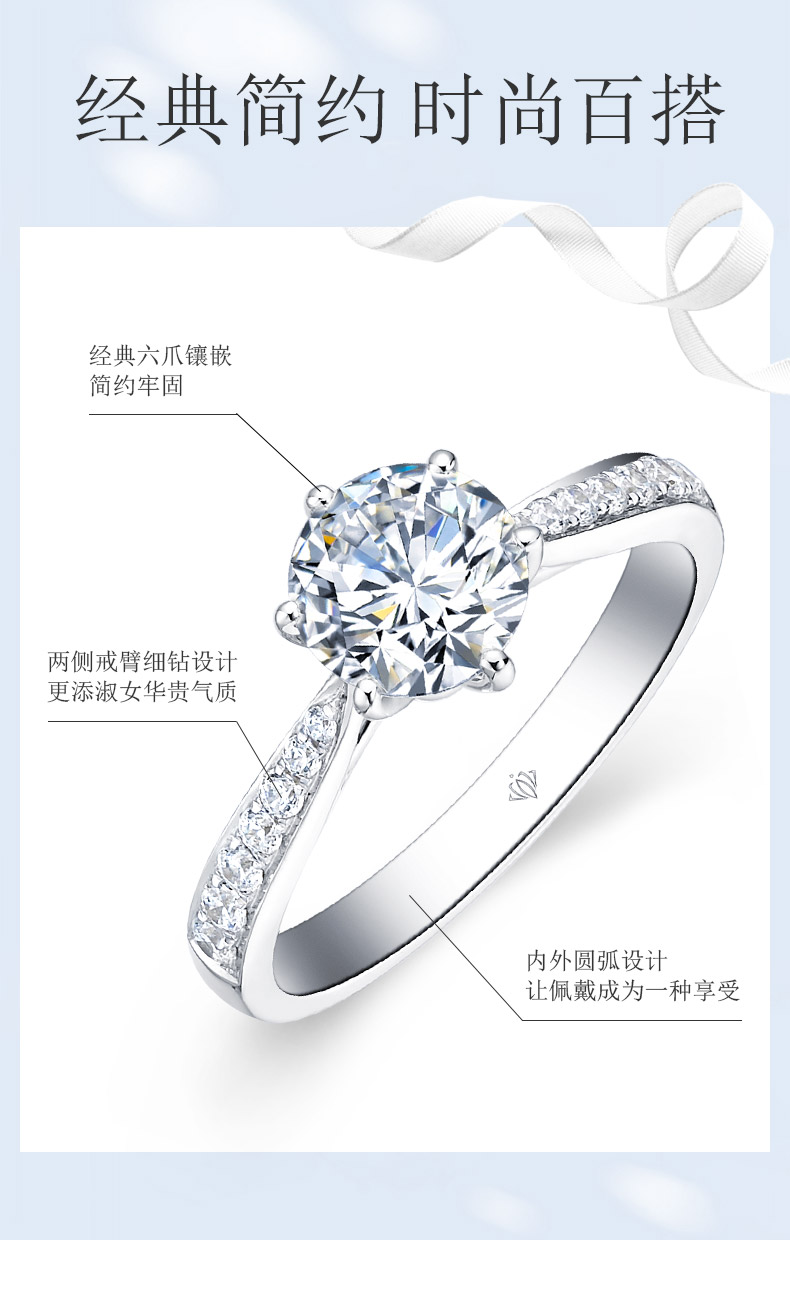 经典简约 时尚百搭
经典六爪镶嵌
简约牢固
两侧戒臂细钻设计
更添淑女华贵气质
内外圆弧设计
让佩戴成为一种享受